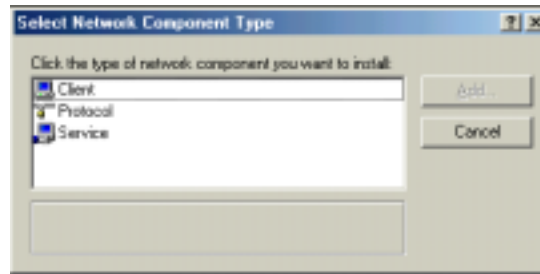 Select Network Component Type
Click the type of network component you want to install:
Client
Protocol
Service
Add...
Cancel